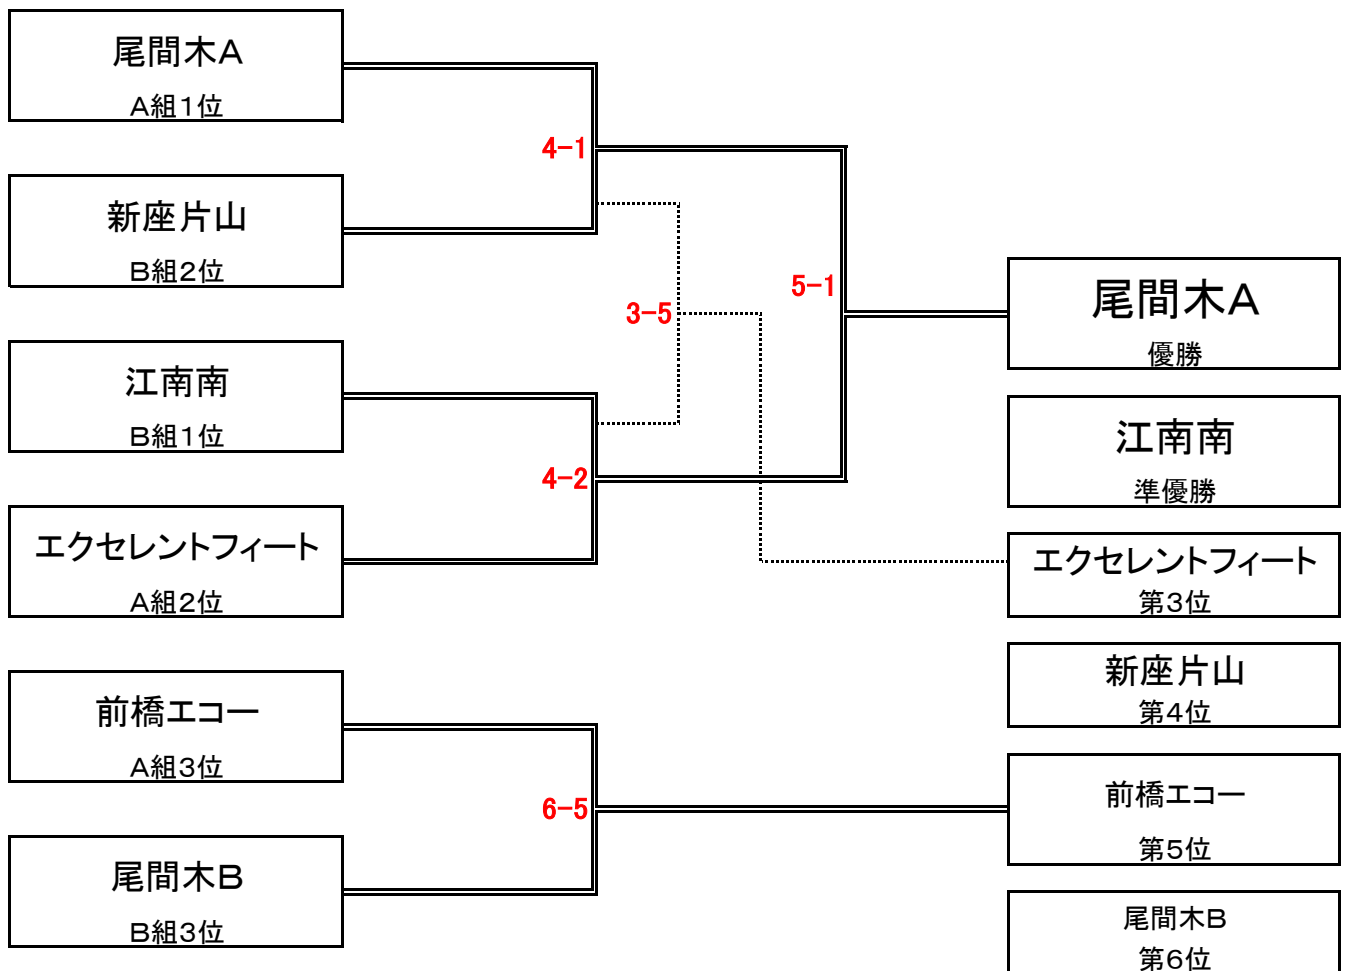 尾間木A
A組1位
4-1
新座片山
B組2位
5-1
3-5
尾間木A
優勝
江南南
B組1位
江南南
準優勝
4-2
エクセレントフィート
A組2位
エクセレントフィート
第3位
新座片山
第4位
前橋エコー
A組3位
6-5
前橋エコー
第5位
尾間木B
B組3位
尾間木B
第6位